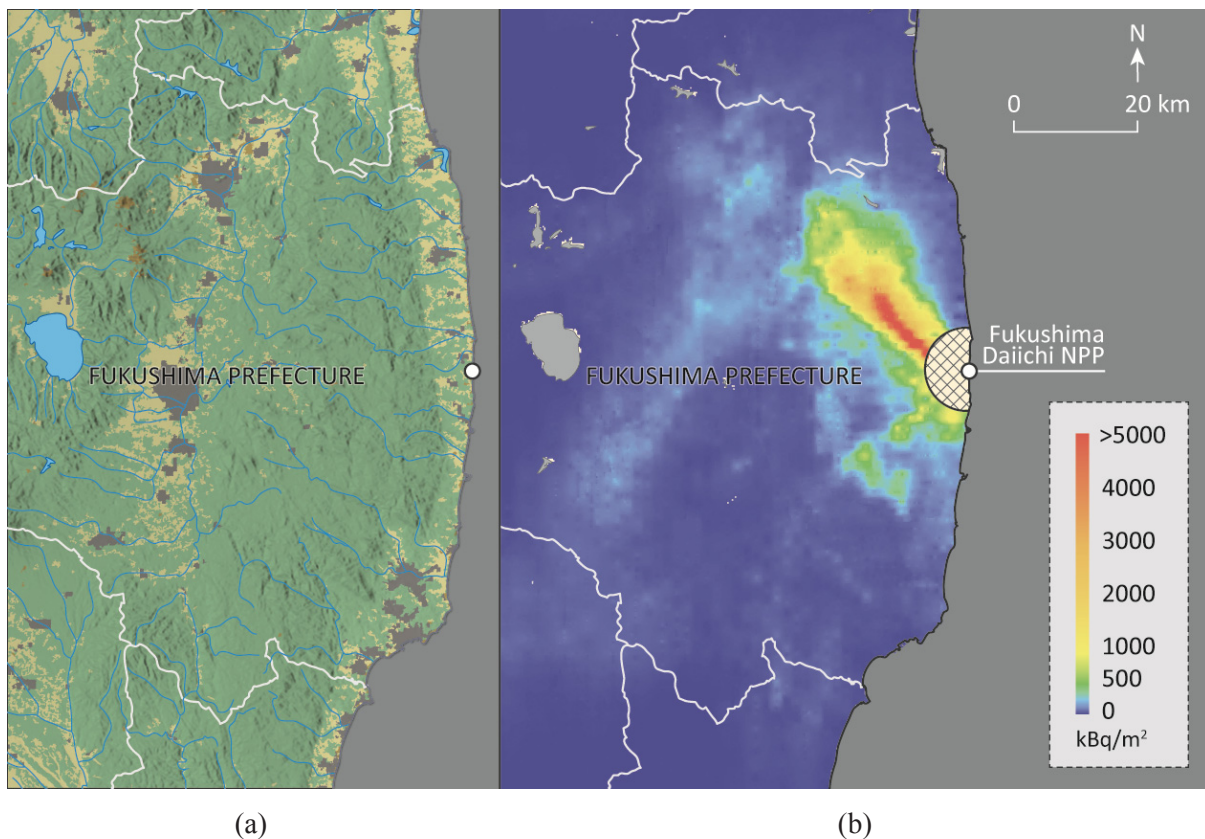 FUKUSHIMA PREFECTURE
FUKUSHIMA PREFECTURE
N
0 20 km
Fukushima
Daiichi NPP
>5000
4000
3000
2000
1000
500
0
kBq/m²
(a)
(b)